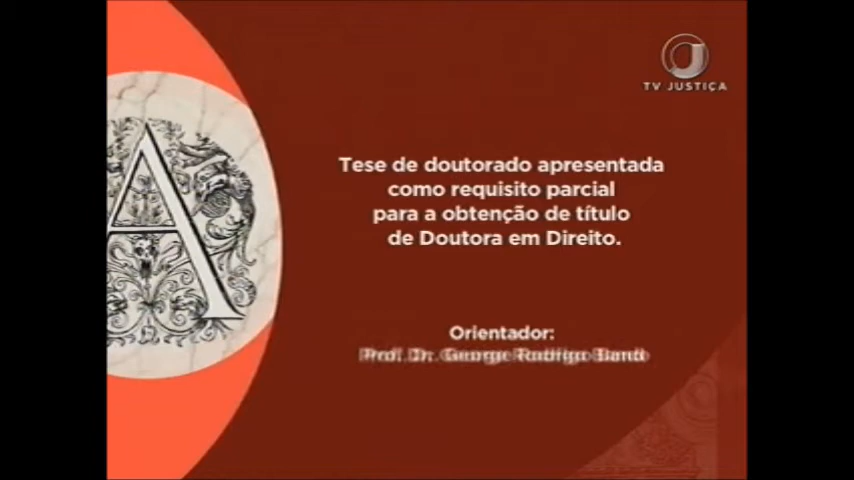 TV JUSTIÇA
Tese de doutorado apresentada
como requisito parcial
para a obtenção de título
de Doutora em Direito.
Orientador:
Prof. Dr. George Rodrigo
A